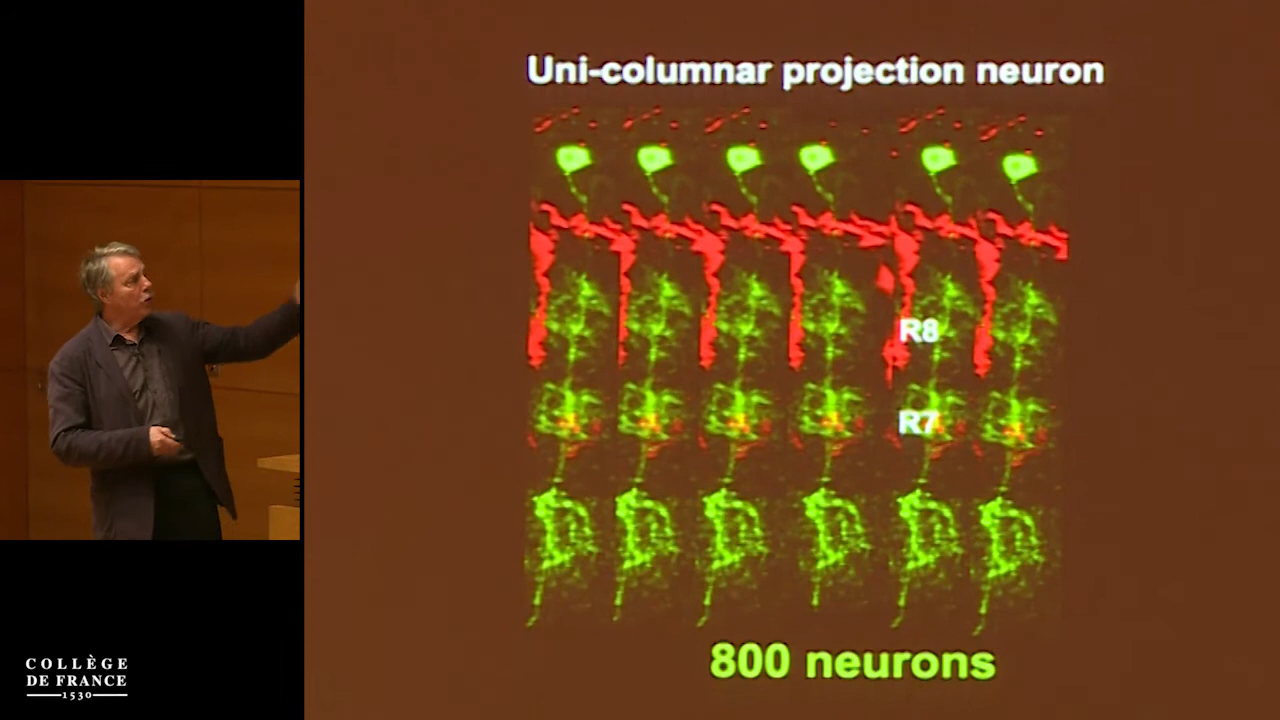 Uni-columnar projection neuron
R8
R7
800 neurons
COLLÈGE
DE FRANCE
1530